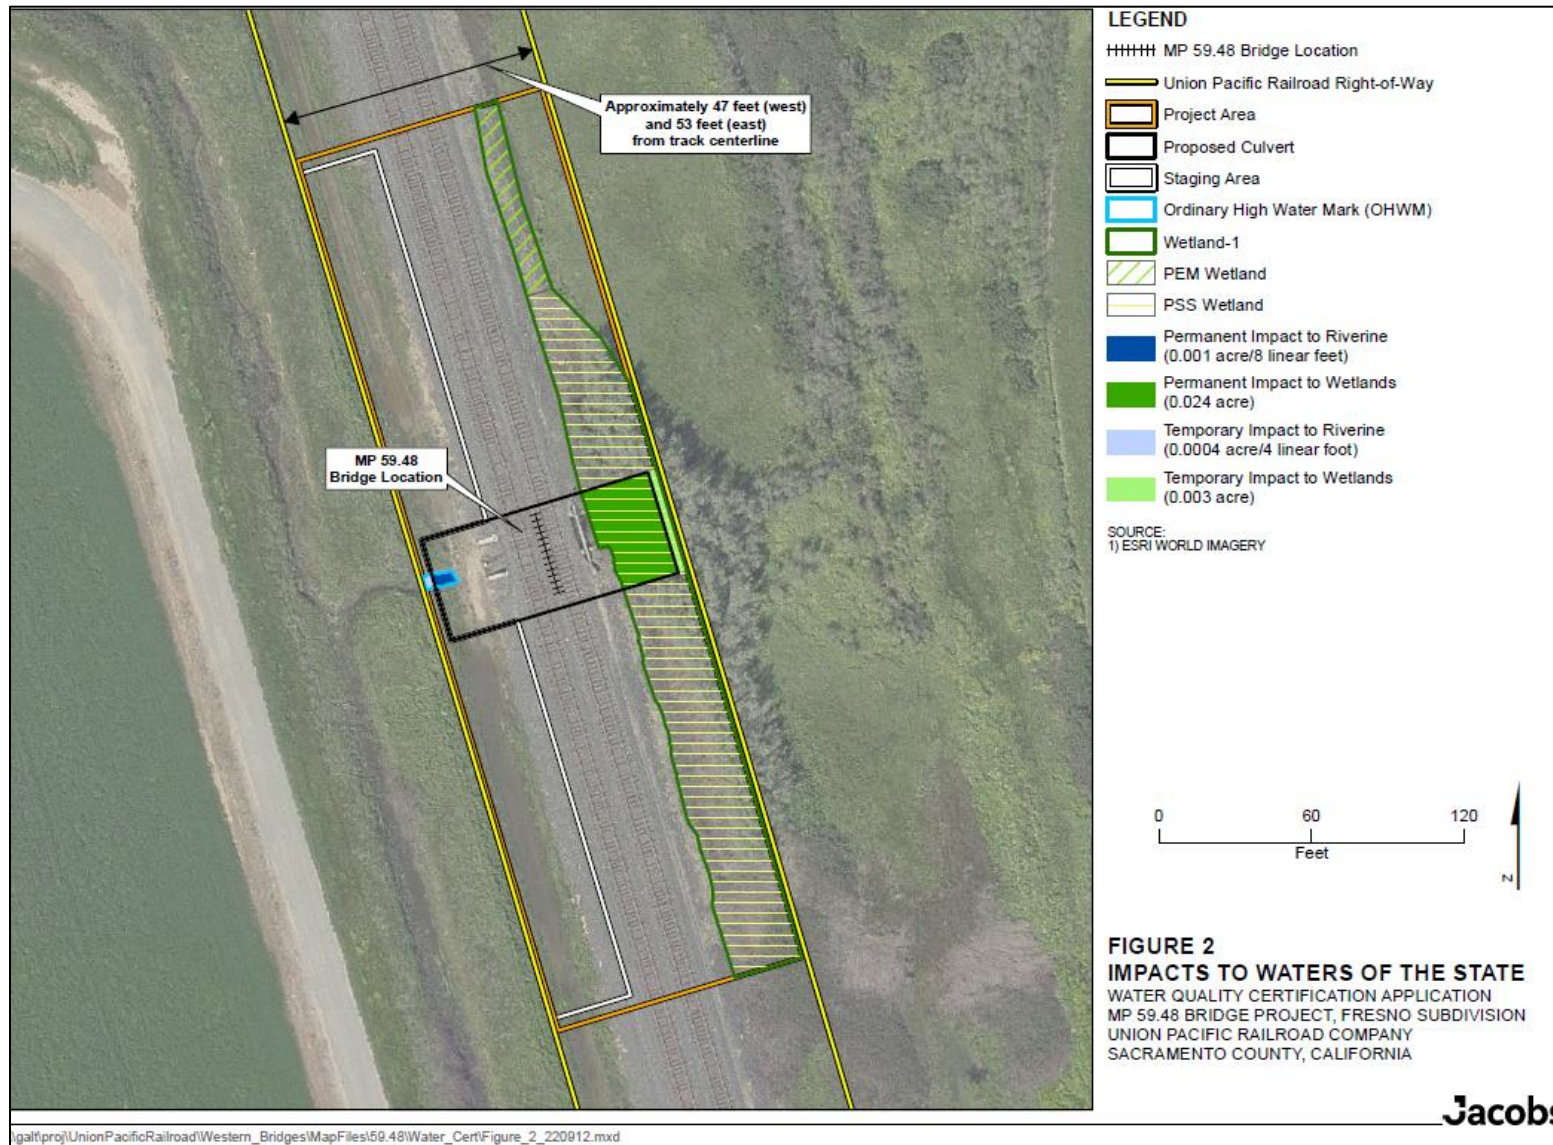 Approximately 47 feet (west)
and 53 feet (east)
from track centerline
MP 59.48
Bridge Location
LEGEND
MP 59.48 Bridge Location
Union Pacific Railroad Right-of-Way
Project Area
Proposed Culvert
Staging Area
Ordinary High Water Mark (OHWM)
Wetland-1
PEM Wetland
PSS Wetland
Permanent Impact to Riverine
(0.001 acre/8 linear feet)
Permanent Impact to Wetlands
(0.024 acre)
Temporary Impact to Riverine
(0.0004 acre/4 linear foot)
Temporary Impact to Wetlands
(0.003 acre)
SOURCE:
1) ESRI WORLD IMAGERY
0 60 120
Feet
N
FIGURE 2
IMPACTS TO WATERS OF THE STATE
WATER QUALITY CERTIFICATION APPLICATION
MP 59.48 BRIDGE PROJECT, FRESNO SUBDIVISION
UNION PACIFIC RAILROAD COMPANY
SACRAMENTO COUNTY, CALIFORNIA
Jacobs
\galt\proj\UnionPacificRailroad\Western_Bridges\MapFiles\59.48\Water_Cert\Figure_2_220912.mxd